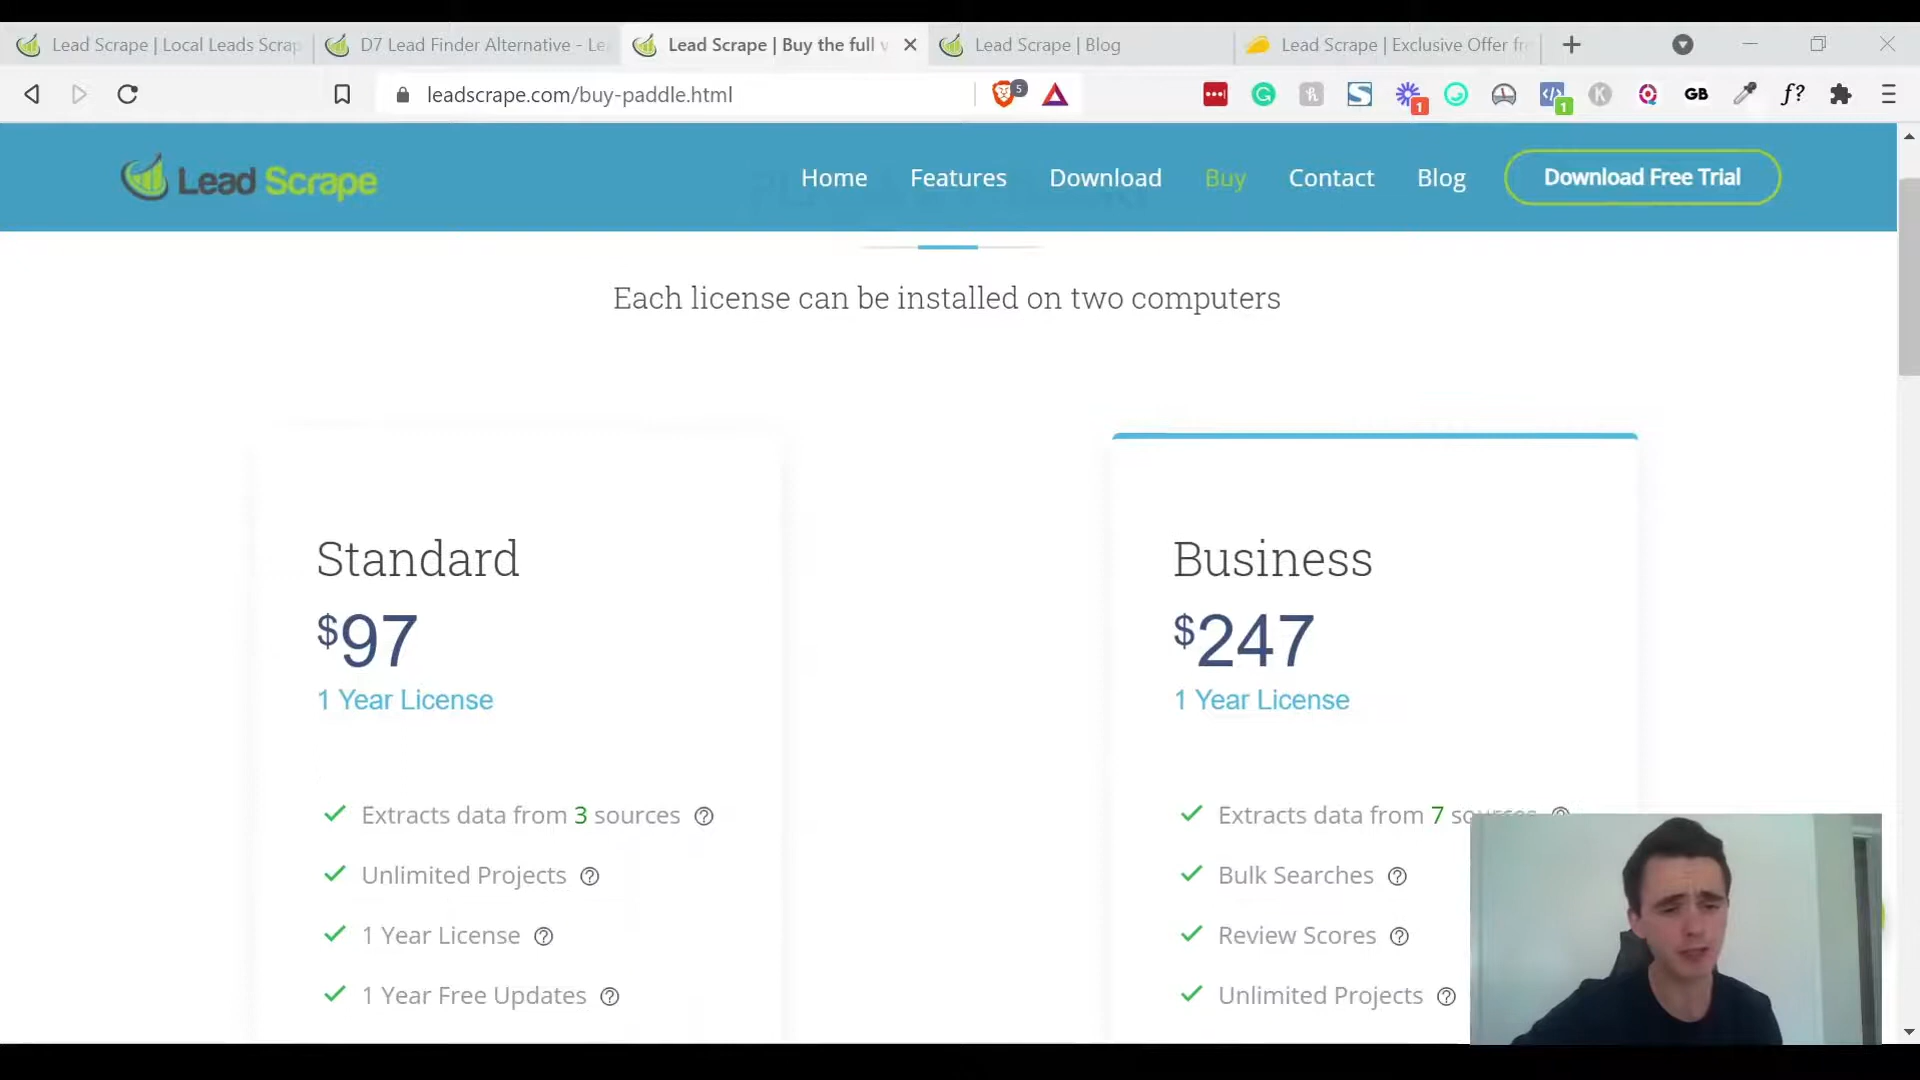 Lead Scrape | Local Leads Scrap
D7 Lead Finder Alternative - Le
Lead Scrape | Buy the full v
Lead Scrape | Blog
Lead Scrape | Exclusive Offer fr
leadscrape.com/buy-paddle.html
5
1
1
GB
f?
Lead Scrape
Home
Features
Download
Buy
Contact
Blog
Download Free Trial
Each license can be installed on two computers
Standard
$97
1 Year License
Extracts data from 3 sources
Unlimited Projects
1 Year License
1 Year Free Updates
Business
$247
1 Year License
Extracts data from 7 sources
Bulk Searches
Review Scores
Unlimited Projects